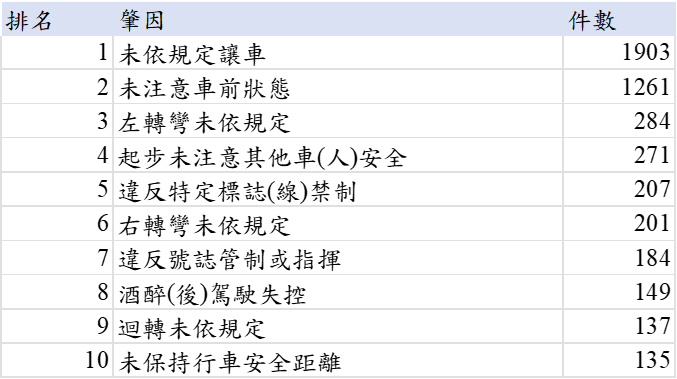 排名 肇因 件數
1 未依規定讓車 1903
2 未注意車前狀態 1261
3 左轉彎未依規定 284
4 起步未注意其他車(人)安全 271
5 違反特定標誌(線)禁制 207
6 右轉彎未依規定 201
7 違反號誌管制或指揮 184
8 酒醉(後)駕駛失控 149
9 迴轉未依規定 137
10 未保持行車安全距離 135